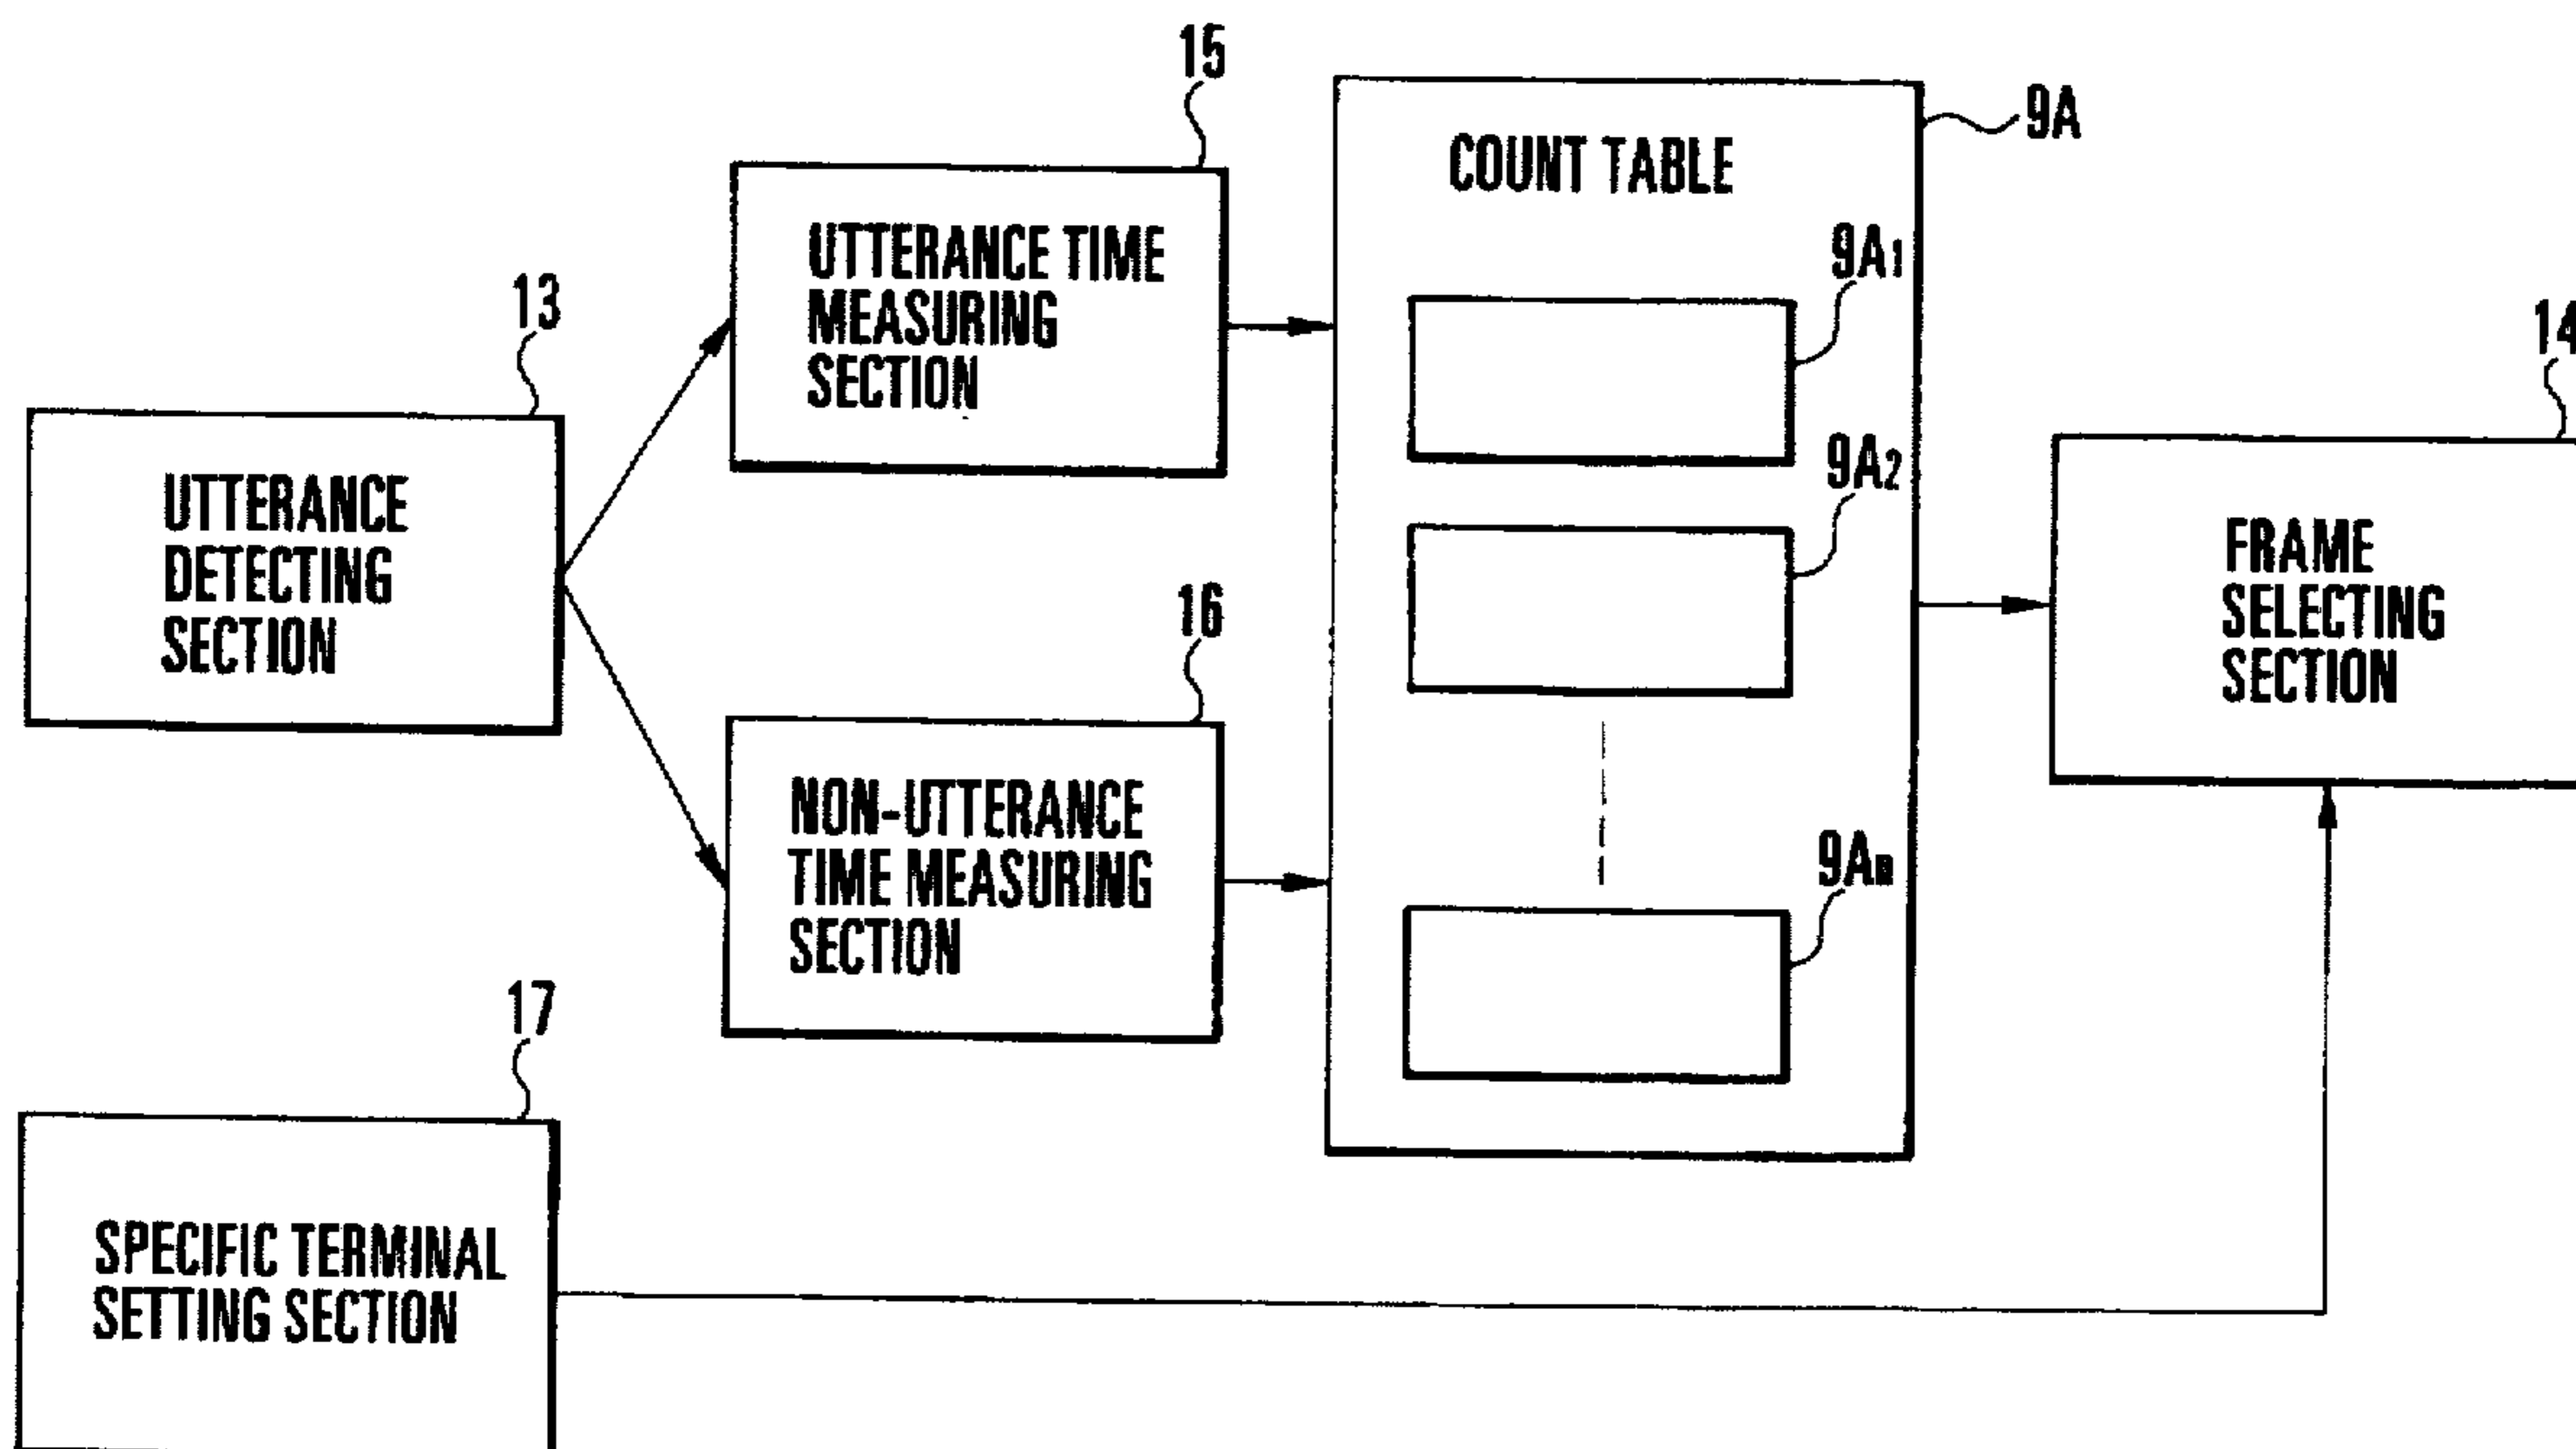 15
9A
COUNT TABLE
UTTERANCE TIME
MEASURING
SECTION
9A1
13
14
9A2
UTTERANCE
DETECTING
SECTION
FRAME
SELECTING
SECTION
16
NON-UTTERANCE
TIME MEASURING
SECTION
9An
17
SPECIFIC TERMINAL
SETTING SECTION